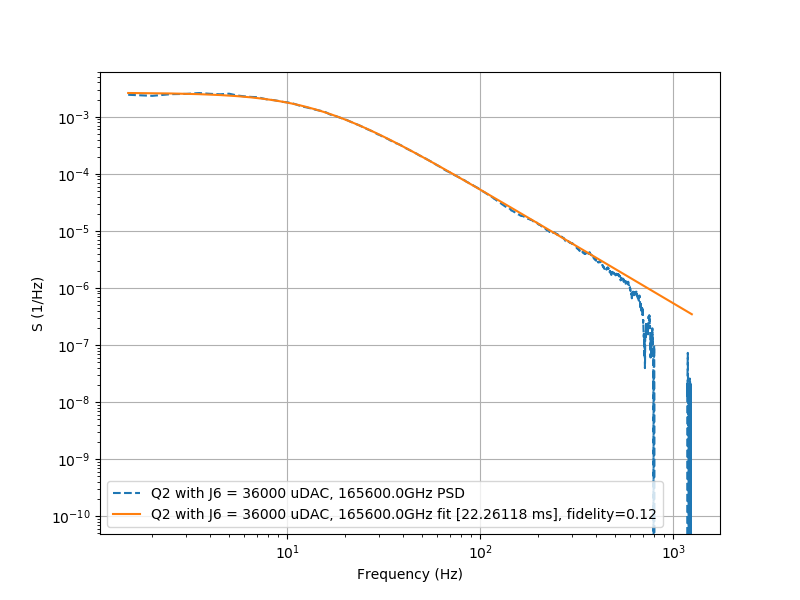 S (1/Hz)
10⁻³
10⁻⁴
10⁻⁵
10⁻⁶
10⁻⁷
10⁻⁸
10⁻⁹
10⁻¹⁰
Q2 with J6 = 36000 uDAC, 165600.0GHz PSD
Q2 with J6 = 36000 uDAC, 165600.0GHz fit [22.26118 ms], fidelity=0.12
10¹ 10² 10³
Frequency (Hz)